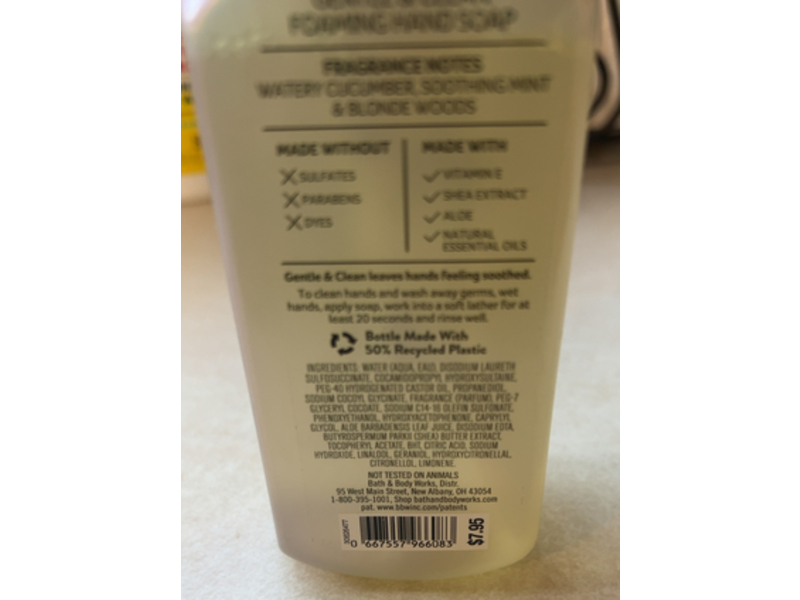 GENTLE & CLEAN
FOAMING HAND SOAP
FRAGRANCE NOTES
WATERY CUCUMBER, SOOTHING MINT
& BLONDE WOODS
MADE WITHOUT
SULFATES
PARABENS
DYES
MADE WITH
VITAMIN E
SHEA EXTRACT
ALOE
NATURAL
ESSENTIAL OILS
Gentle & Clean leaves hands feeling soothed.
To clean hands and wash away germs, wet
hands, apply soap, work into a soft lather for at
least 20 seconds and rinse well.
Bottle Made With
50% Recycled Plastic
INGREDIENTS: WATER (AQUA, EAU), DISODIUM LAURETH
SULFOSUCCINATE, COCAMIDOPROPYL HYDROXYSULTAINE,
PEG-40 HYDROGENATED CASTOR OIL, PROPANEDIOL,
SODIUM COCOYL GLYCINATE, FRAGRANCE (PARFUM), PEG-7
GLYCERYL COCOATE, SODIUM C14-16 OLEFIN SULFONATE,
PHENOXYETHANOL, HYDROXYACETOPHENONE, CAPRYLYL
GLYCOL, ALOE BARBADENSIS LEAF JUICE, DISODIUM EDTA,
BUTYROSPERMUM PARKII (SHEA) BUTTER EXTRACT,
TOCOPHERYL ACETATE, BHT, CITRIC ACID, SODIUM
HYDROXIDE, LINALOOL, GERANIOL, HYDROXYCITRONELLAL,
CITRONELLOL, LIMONENE.
NOT TESTED ON ANIMALS
Bath & Body Works, Distr.
95 West Main Street, New Albany, OH 43054
1-800-395-1001, Shop bathandbodyworks.com
pat. www.bbwinc.com/patents
0 667557 966083
$7.95